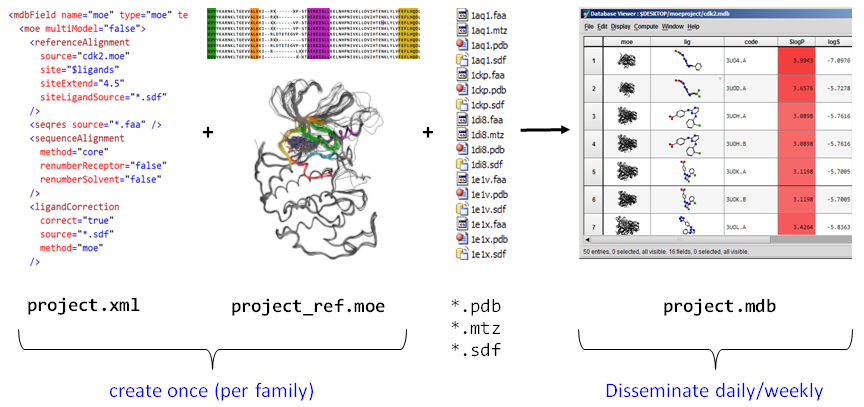 <mdbField name="moe" type="moe" te
<moe multiModel="false">
<referenceAlignment
source="cdk2.moe"
site="$ligands"
siteExtend="4.5"
siteLigandSource="*.sdf"
/>
<seqres source="*.faa" />
<sequenceAlignment
method="core"
renumberReceptor="false"
renumberSolvent="false"
/>
<ligandCorrection
correct="true"
source="*.sdf"
method="moe"
/>
+
+
1aq1.faa
1aq1.mtz
1aq1.pdb
1aq1.sdf
1ckp.faa
1ckp.pdb
1ckp.sdf
1di8.faa
1di8.mtz
1di8.pdb
1di8.sdf
1e1v.faa
1e1v.pdb
1e1v.sdf
1e1x.faa
1e1x.pdb
1e1x.sdf
Database Viewer : $DESKTOP/moeproject/cdk2.mdb
File Edit Display Compute Window Help
moe lig code SlogP logS
1 3UO4.A 3.9943 -7.0976
2 3UOD.A 3.6576 -5.7278
3 3UOH.A 3.0898 -5.7616
4 3UOH.B 3.0898 -5.7616
5 3UOK.A 3.1198 -5.7005
6 3UOK.B 3.1198 -5.7005
7 3UOL.A 3.4264 -5.8363
50 entries, 0 selected, all visible. 16 fields, 0 selected, all visible.
project.xml
project_ref.moe
*.pdb
*.mtz
*.sdf
project.mdb
create once (per family)
Disseminate daily/weekly